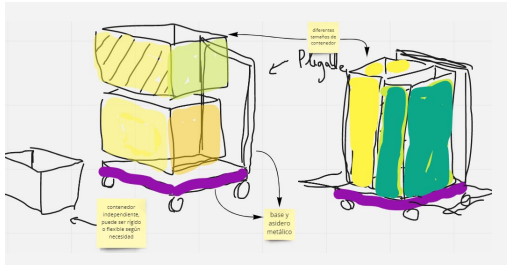 diferentes
tamaños de
contenedor
Plegable
contenedor
independiente,
puede ser rígido
o flexible según
necesidad
base y
asidero
metálico